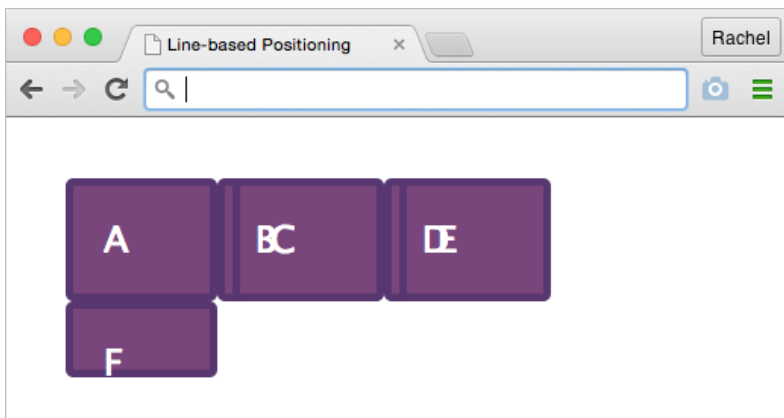 Rachel
Line-based Positioning
A BC DE
F